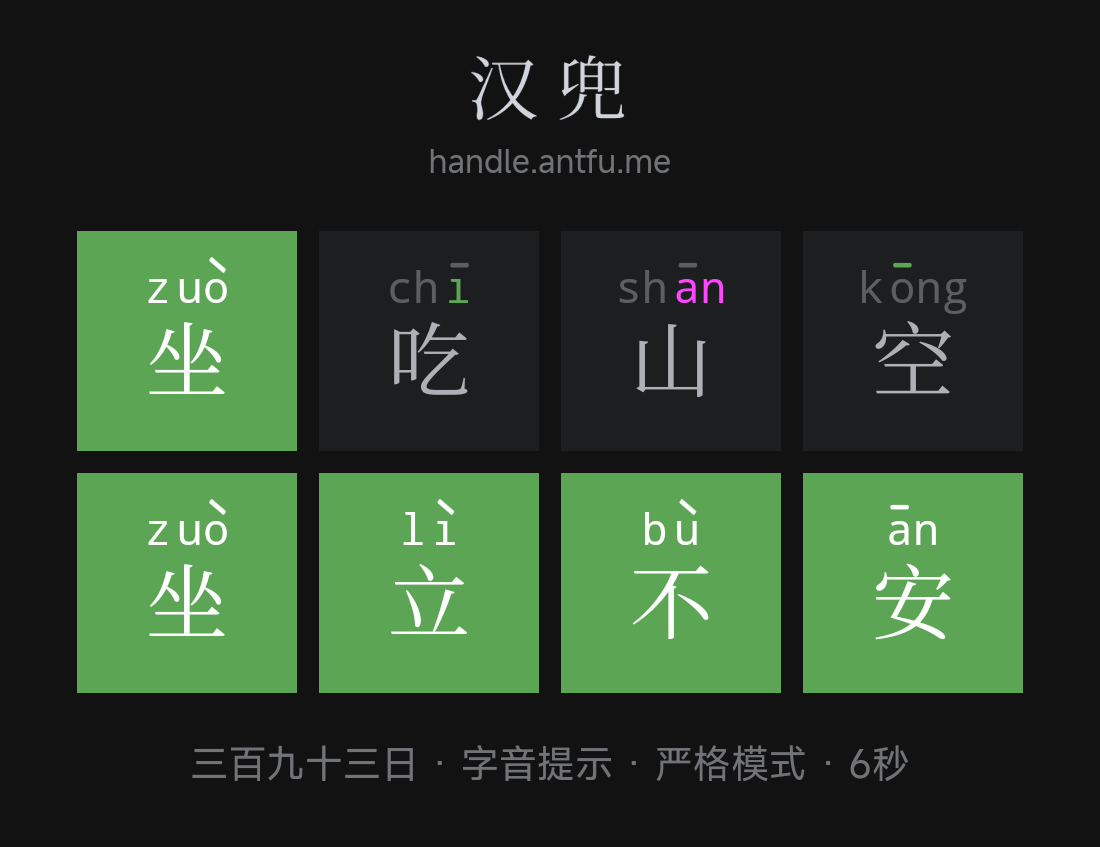 汉兜
handle.antfu.me
zuò chī shān kōng
坐 吃 山 空
zuò lì bù ān
坐 立 不 安
三百九十三日 · 字音提示 · 严格模式 · 6秒